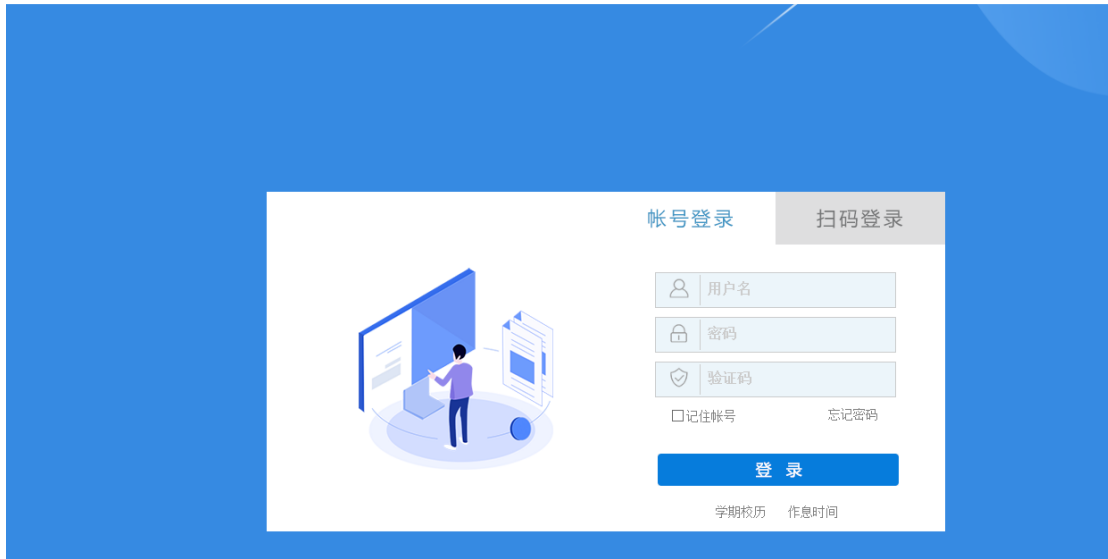 帐号登录 扫码登录
用户名
密码
验证码
记住帐号 忘记密码
登 录
学期校历 作息时间